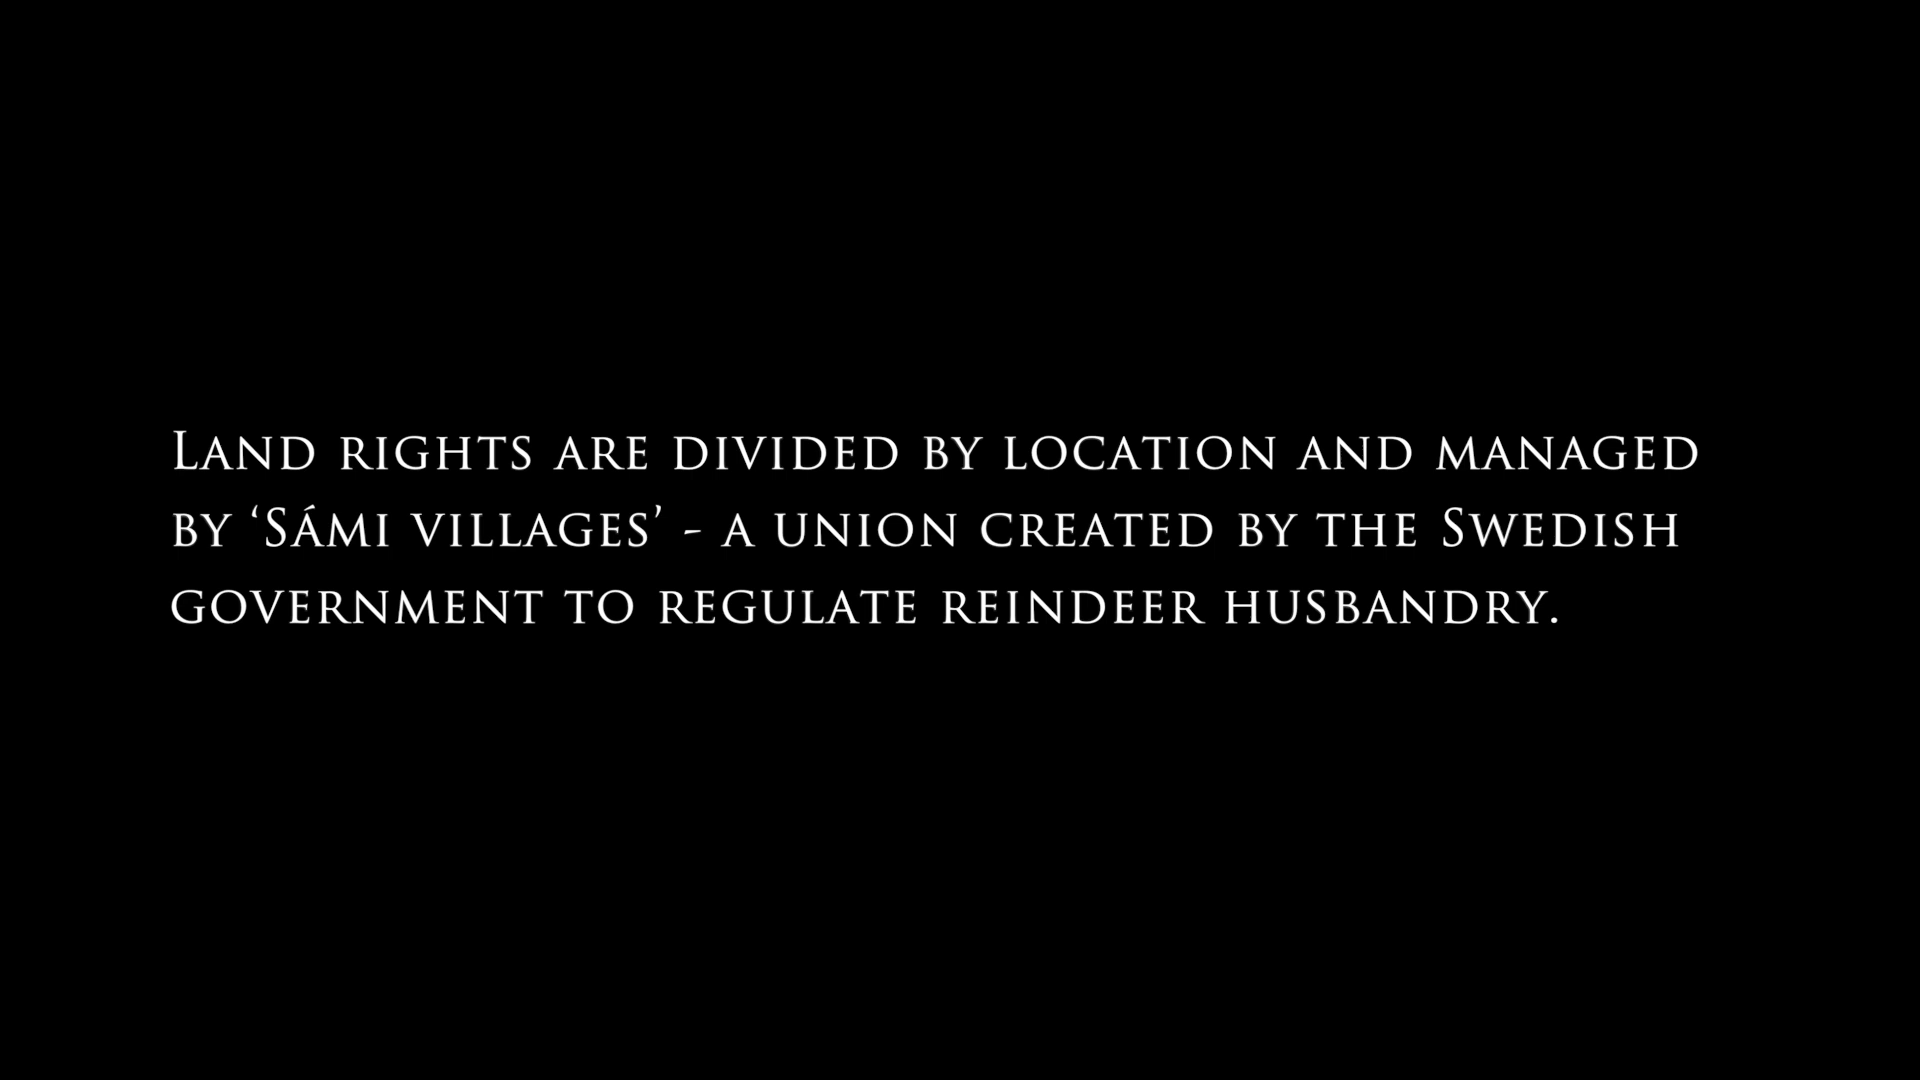 Land rights are divided by location and managed
by ‘Sámi villages’ - a union created by the Swedish
government to regulate reindeer husbandry.